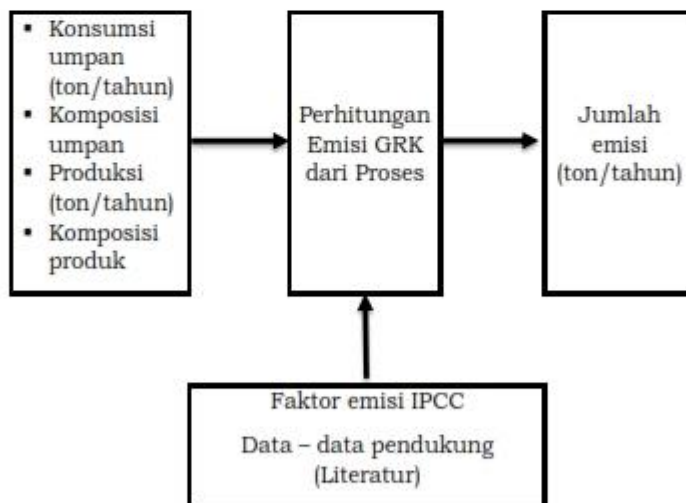 ▪ Konsumsi
umpan
(ton/tahun)
▪ Komposisi
umpan
▪ Produksi
(ton/tahun)
▪ Komposisi
produk
Perhitungan
Emisi GRK
dari Proses
Jumlah
emisi
(ton/tahun)
Faktor emisi IPCC
Data – data pendukung
(Literatur)